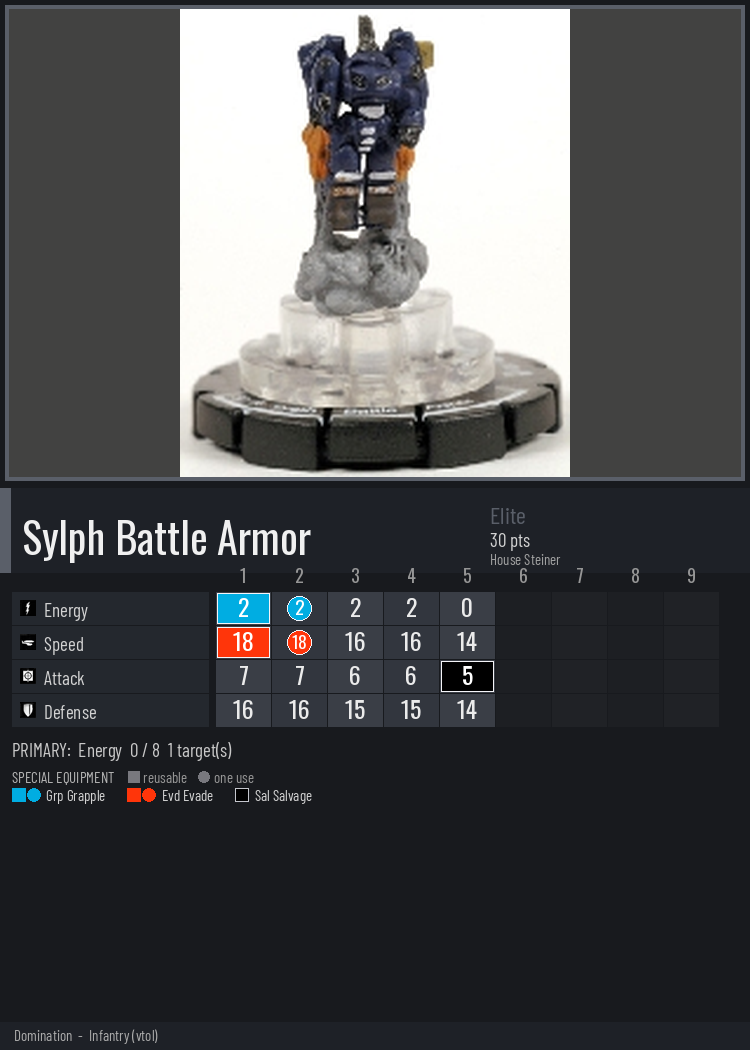 Sylph Battle Armor
Elite
30 pts
House Steiner
1 2 3 4 5 6 7 8 9
Energy 2 2 2 2 0
Speed 18 18 16 16 14
Attack 7 7 6 6 5
Defense 16 16 15 15 14
PRIMARY: Energy 0 / 8 1 target(s)
SPECIAL EQUIPMENT reusable one use
Grp Grapple Evd Evade Sal Salvage
Domination - Infantry (vtol)